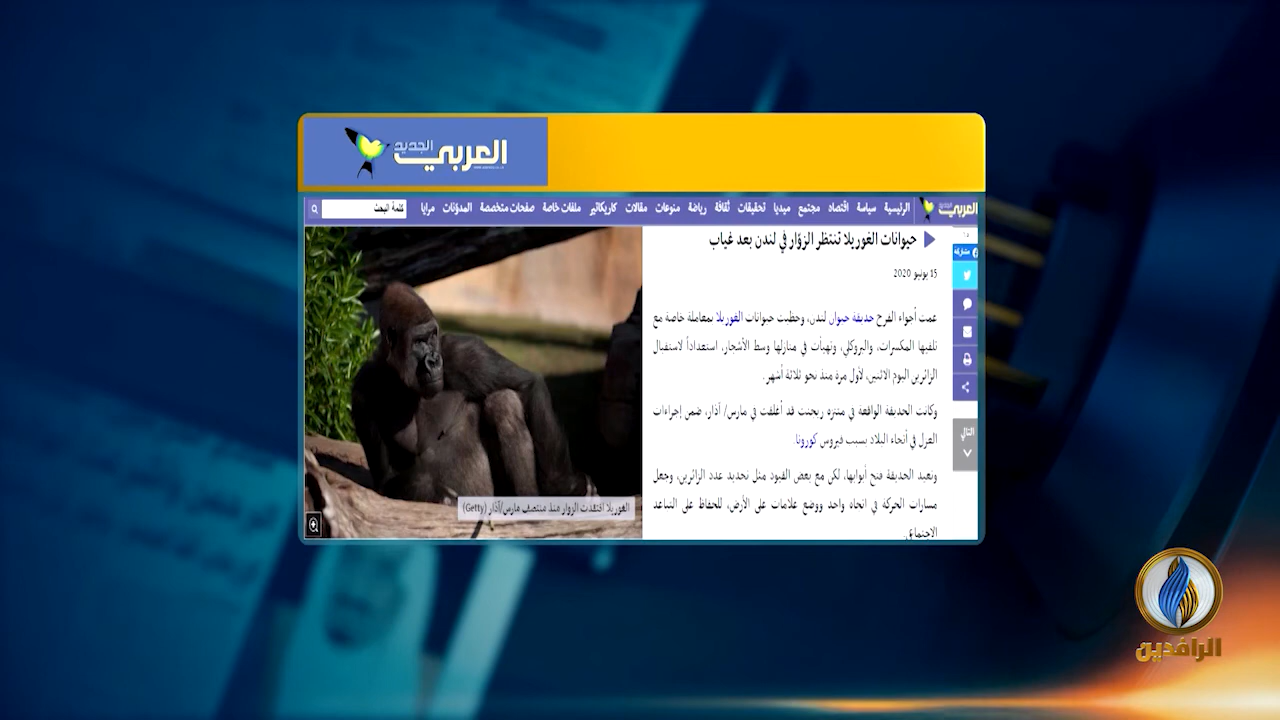 العربي الجديد
العربي
الرئيسية سياسة اقتصاد مجتمع ميديا تحقيقات ثقافة رياضة منوعات مقالات كاريكاتير ملفات خاصة صفحات متخصصة المدوّنات مرايا
كلمة البحث
حيوانات الغوريلا تنتظر الزوّار في لندن بعد غياب
15 يونيو 2020
مشاركة
عمت أجواء الفرح حديقة حيوان لندن، وحظيت حيوانات الغوريلا بمعاملة خاصة مع
تلقيها المكسرات، والبروكلي، وتهيأت في منازلها وسط الأشجار، استعداداً لاستقبال
الزائرين اليوم الاثنين، لأول مرة منذ نحو ثلاثة أشهر.
وكانت الحديقة الواقعة في متنزه ريجنت قد أغلقت في مارس/ آذار، ضمن إجراءات
العزل في أنحاء البلاد بسبب فيروس كورونا.
وتعيد الحديقة فتح أبوابها، لكن مع بعض القيود مثل تحديد عدد الزائرين، وجعل
مسارات الحركة في اتجاه واحد ووضع علامات على الأرض، للحفاظ على التباعد
الاجتماعي.
التالي
الغوريلا افتقدت الزوار منذ منتصف مارس/آذار (Getty)
الرافدين